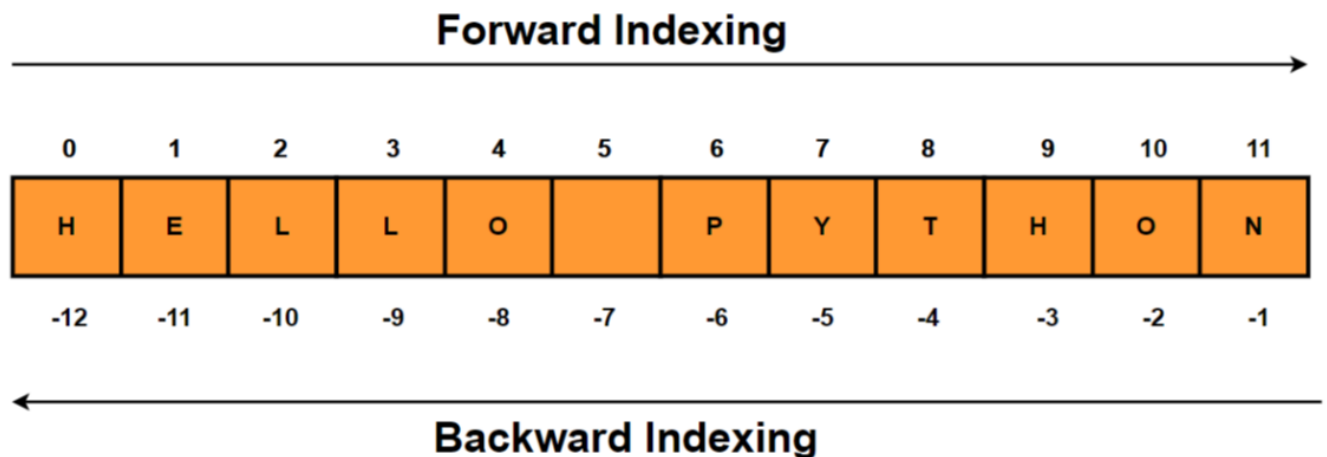 Forward Indexing
0 1 2 3 4 5 6 7 8 9 10 11
H E L L O P Y T H O N
-12 -11 -10 -9 -8 -7 -6 -5 -4 -3 -2 -1
Backward Indexing